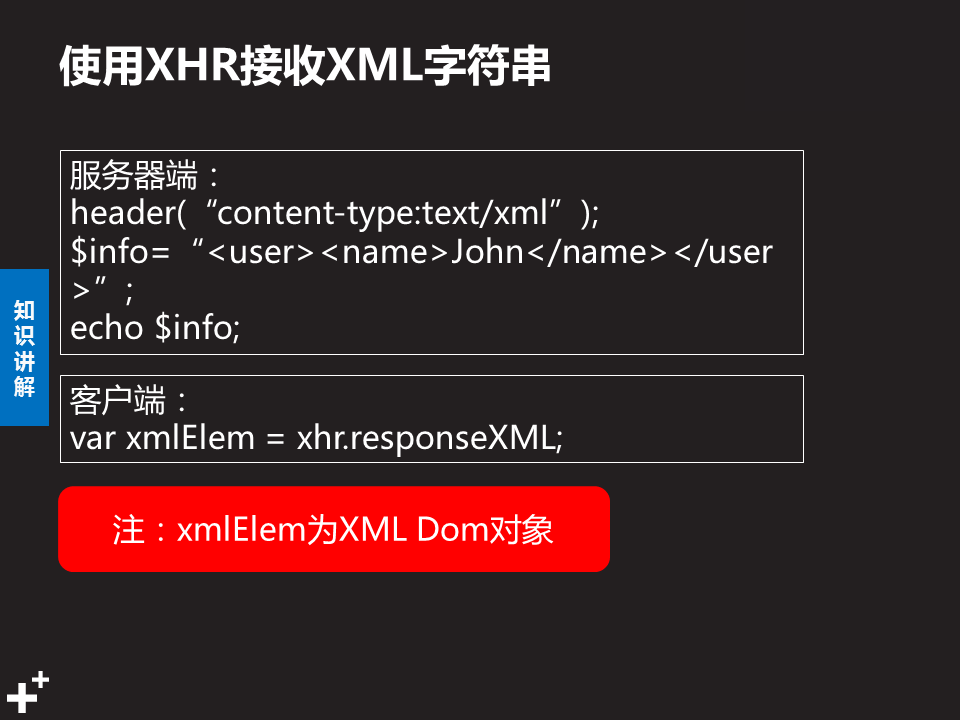 使用XHR接收XML字符串
服务器端：
header(“content-type:text/xml”);
$info=“<user><name>John</name></user
>”;
echo $info;
知识讲解
客户端：
var xmlElem = xhr.responseXML;
注：xmlElem为XML Dom对象